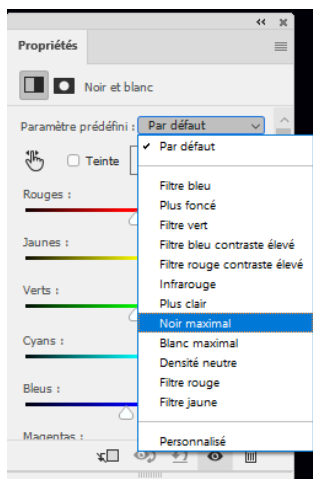 Propriétés
Noir et blanc
Paramètre prédéfini : Par défaut
Par défaut
Teinte
Filtre bleu
Plus foncé
Filtre vert
Filtre bleu contraste élevé
Filtre rouge contraste élevé
Infrarouge
Plus clair
Noir maximal
Blanc maximal
Densité neutre
Filtre rouge
Filtre jaune
Personnalisé
Rouges :
Jaunes :
Verts :
Cyans :
Bleus :
Magentas :